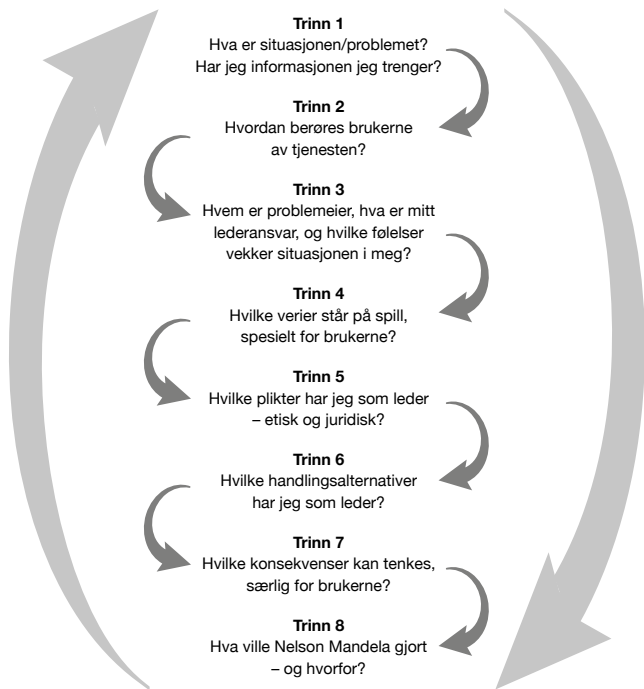 Trinn 1
Hva er situasjonen/problemet?
Har jeg informasjonen jeg trenger?
Trinn 2
Hvordan berøres brukerne
av tjenesten?
Trinn 3
Hvem er problemeier, hva er mitt
lederansvar, og hvilke følelser
vekker situasjonen i meg?
Trinn 4
Hvilke verier står på spill,
spesielt for brukerne?
Trinn 5
Hvilke plikter har jeg som leder
– etisk og juridisk?
Trinn 6
Hvilke handlingsalternativer
har jeg som leder?
Trinn 7
Hvilke konsekvenser kan tenkes,
særlig for brukerne?
Trinn 8
Hva ville Nelson Mandela gjort
– og hvorfor?